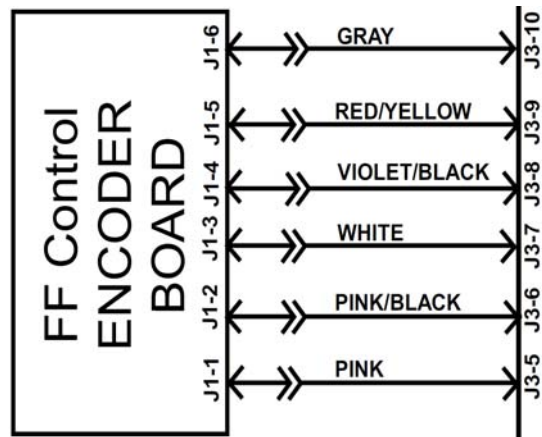 J1-6 GRAY J3-10
J1-5 RED/YELLOW J3-9
J1-4 VIOLET/BLACK J3-8
J1-3 WHITE J3-7
J1-2 PINK/BLACK J3-6
J1-1 PINK J3-5
FF Control
ENCODER
BOARD